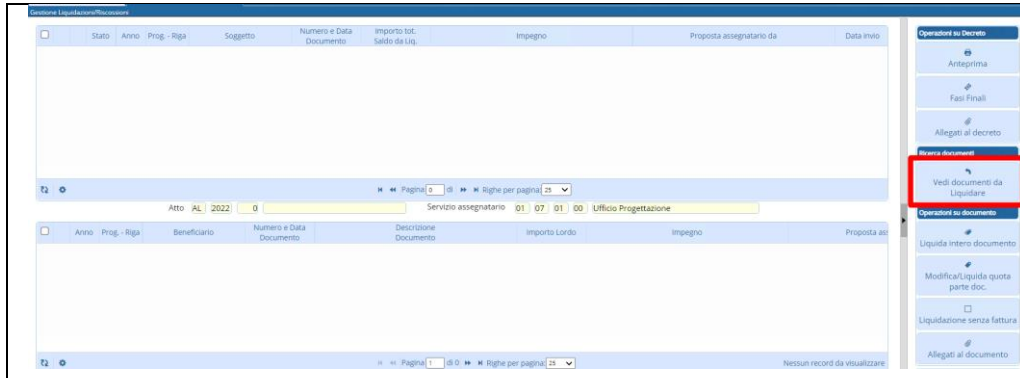 Gestione Liquidazioni/Riscossioni
Stato Anno Prog. - Riga Soggetto Numero e Data Documento Importo tot. Saldo da Liq. Impegno Proposta assegnatario da Data invio
Pagina 0 di Righe per pagina: 25
Atto AL 2022 0 Servizio assegnatario 01 07 01 00 Ufficio Progettazione
Anno Prog. - Riga Beneficiario Numero e Data Documento Descrizione Documento Importo Lordo Impegno Proposta ass
Pagina 1 di 0 Righe per pagina: 25 Nessun record da visualizzare
Operazioni su Decreto
Anteprima
Fasi Finali
Allegati al decreto
Ricerca documenti
Vedi documenti da
Liquidare
Operazioni su documento
Liquida intero documento
Modifica/Liquida quota
parte doc.
Liquidazione senza fattura
Allegati al documento